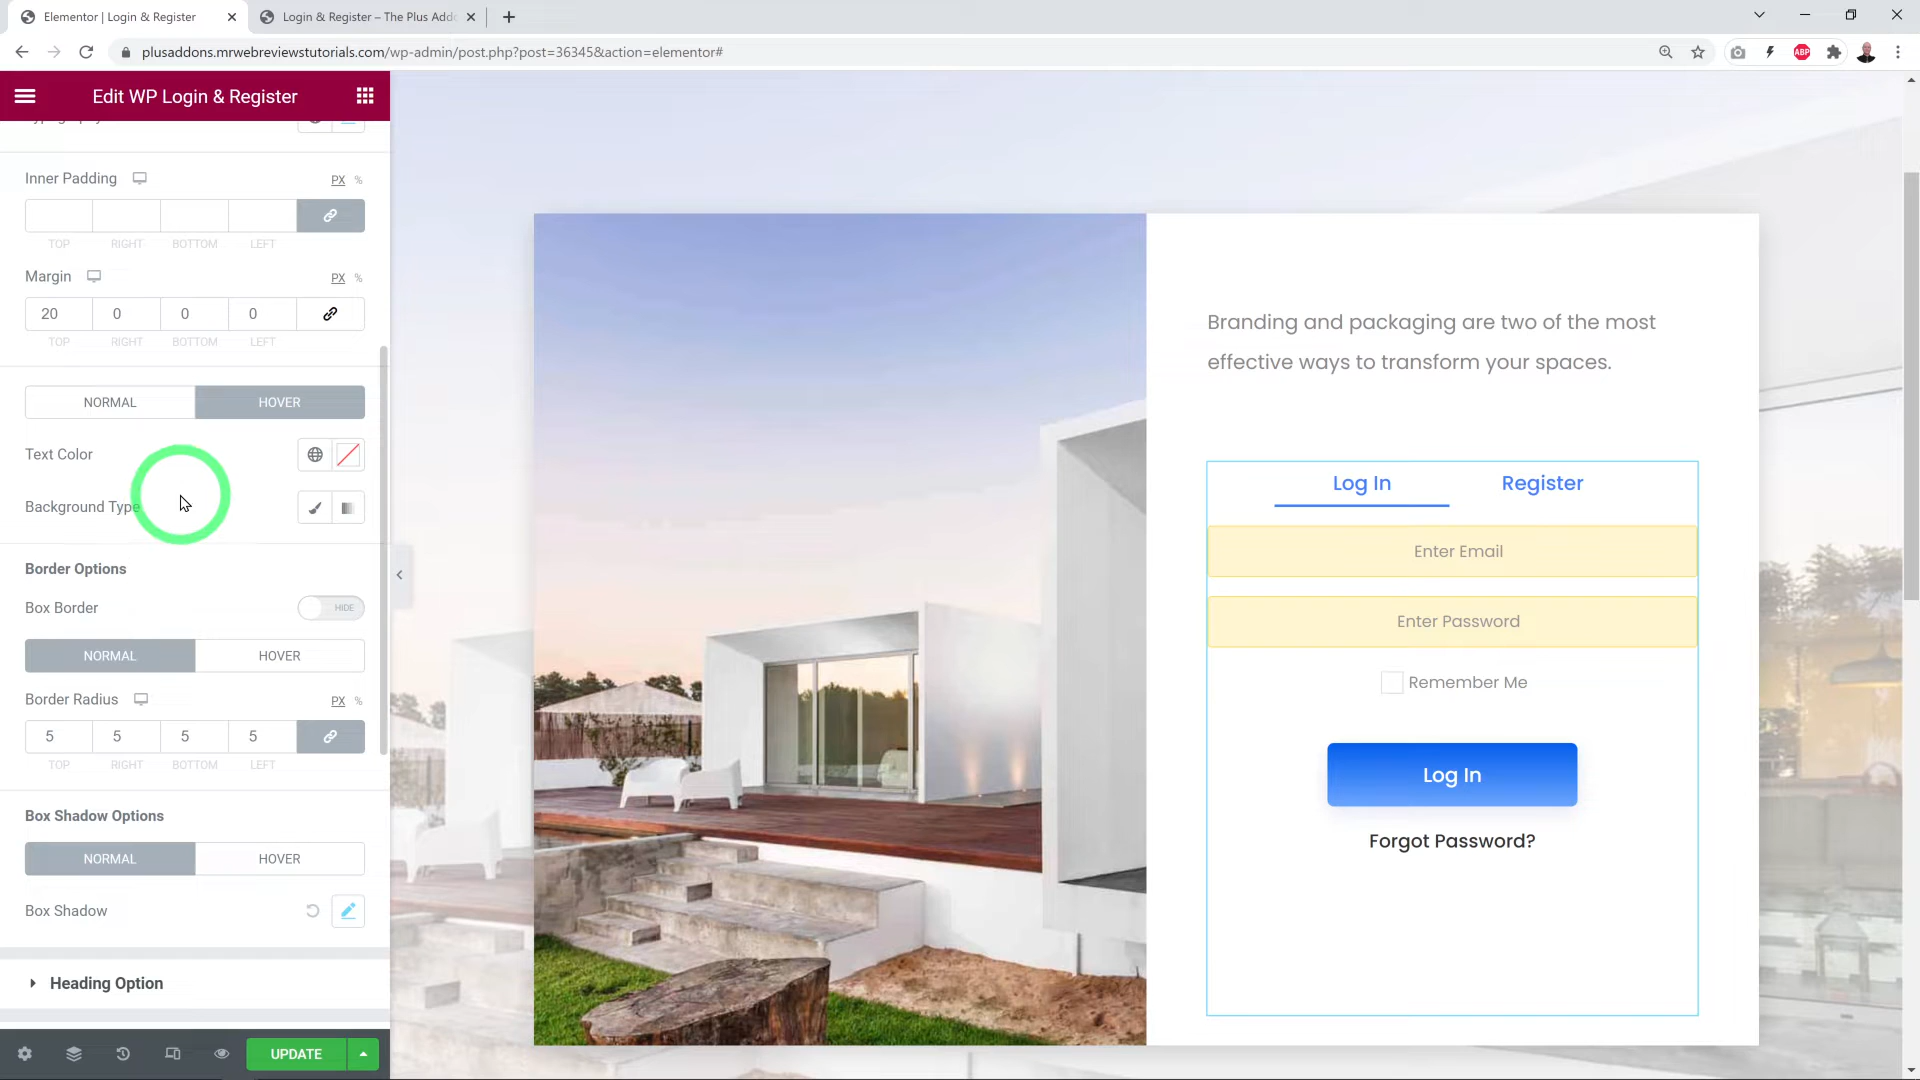 Elementor | Login & Register
Login & Register – The Plus Addo
plusaddons.mrwebreviewstutorials.com/wp-admin/post.php?post=36345&action=elementor#
ABP
Edit WP Login & Register
Inner Padding
PX %
TOP RIGHT BOTTOM LEFT
Margin
PX %
20 0 0 0
TOP RIGHT BOTTOM LEFT
NORMAL HOVER
Text Color
Background Type
Border Options
Box Border
HIDE
NORMAL HOVER
Border Radius
PX %
5 5 5 5
TOP RIGHT BOTTOM LEFT
Box Shadow Options
NORMAL HOVER
Box Shadow
Heading Option
UPDATE
Branding and packaging are two of the most
effective ways to transform your spaces.
Log In Register
Enter Email
Enter Password
Remember Me
Log In
Forgot Password?